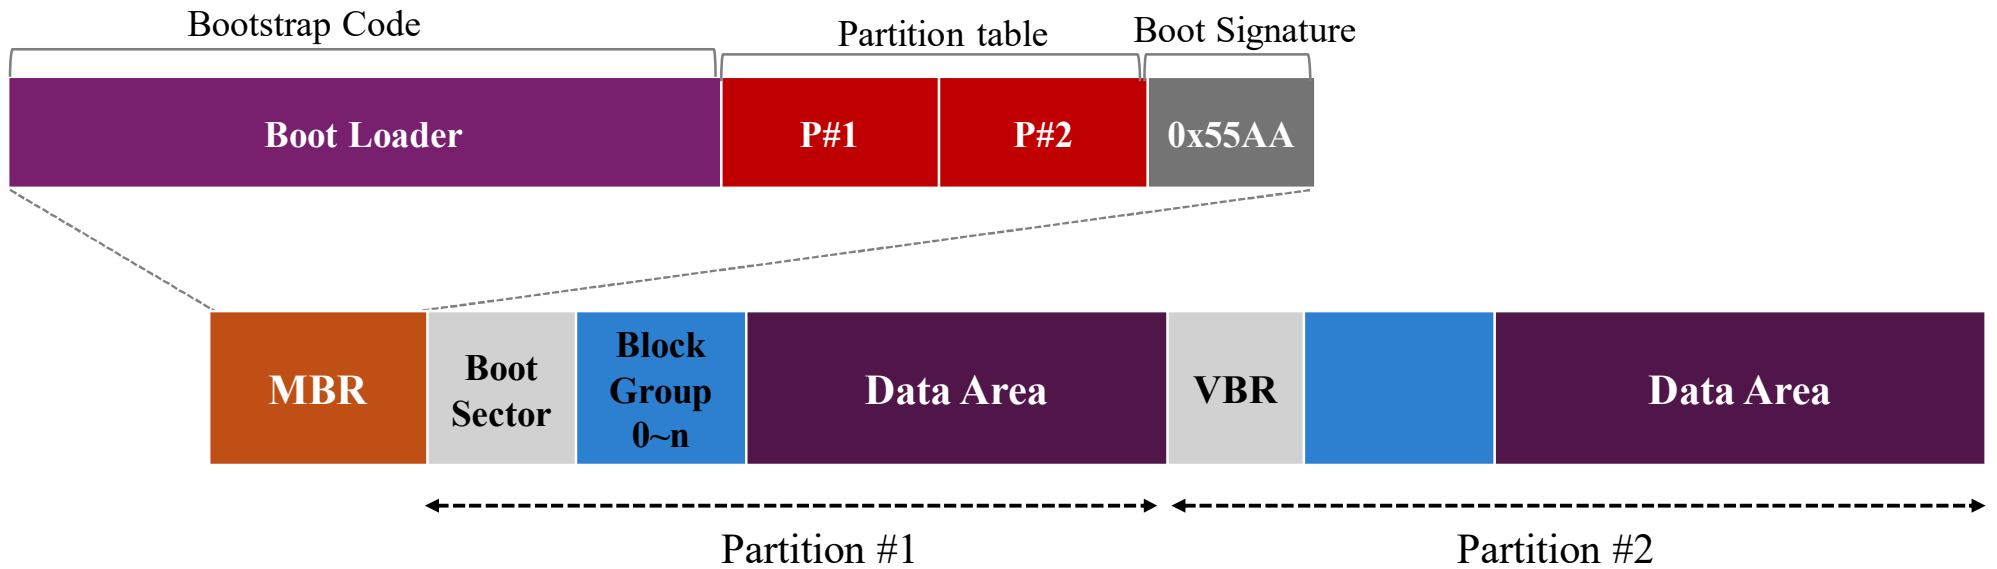 Bootstrap Code
Partition table
Boot Signature
Boot Loader
P#1
P#2
0x55AA
MBR
Boot
Sector
Block
Group
0~n
Data Area
VBR
Data Area
Partition #1
Partition #2